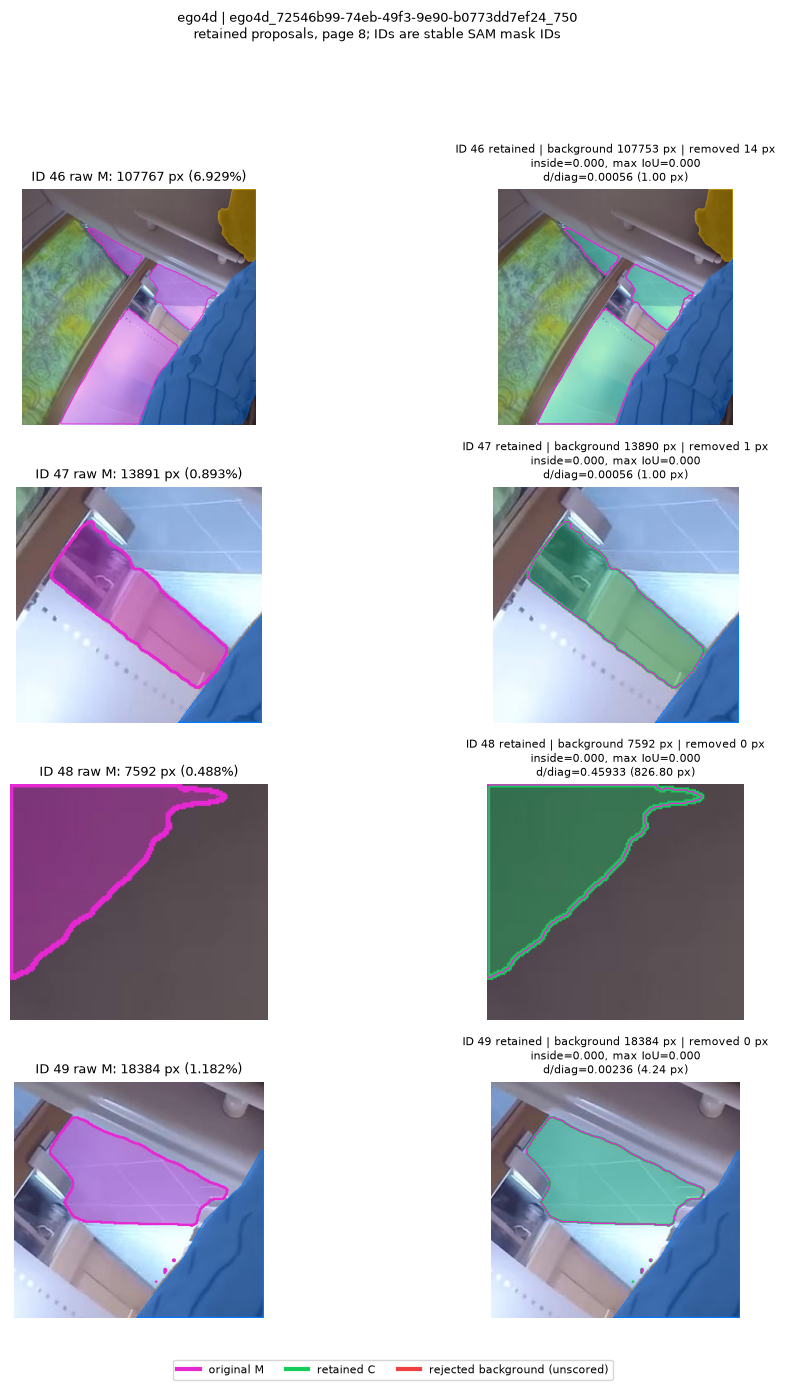 ego4d | ego4d_72546b99-74eb-49f3-9e90-b0773dd7ef24_750
retained proposals, page 8; IDs are stable SAM mask IDs
ID 46 raw M: 107767 px (6.929%)
ID 46 retained | background 107753 px | removed 14 px
inside=0.000, max IoU=0.000
d/diag=0.00056 (1.00 px)
ID 47 raw M: 13891 px (0.893%)
ID 47 retained | background 13890 px | removed 1 px
inside=0.000, max IoU=0.000
d/diag=0.00056 (1.00 px)
ID 48 raw M: 7592 px (0.488%)
ID 48 retained | background 7592 px | removed 0 px
inside=0.000, max IoU=0.000
d/diag=0.45933 (826.80 px)
ID 49 raw M: 18384 px (1.182%)
ID 49 retained | background 18384 px | removed 0 px
inside=0.000, max IoU=0.000
d/diag=0.00236 (4.24 px)
original M
retained C
rejected background (unscored)